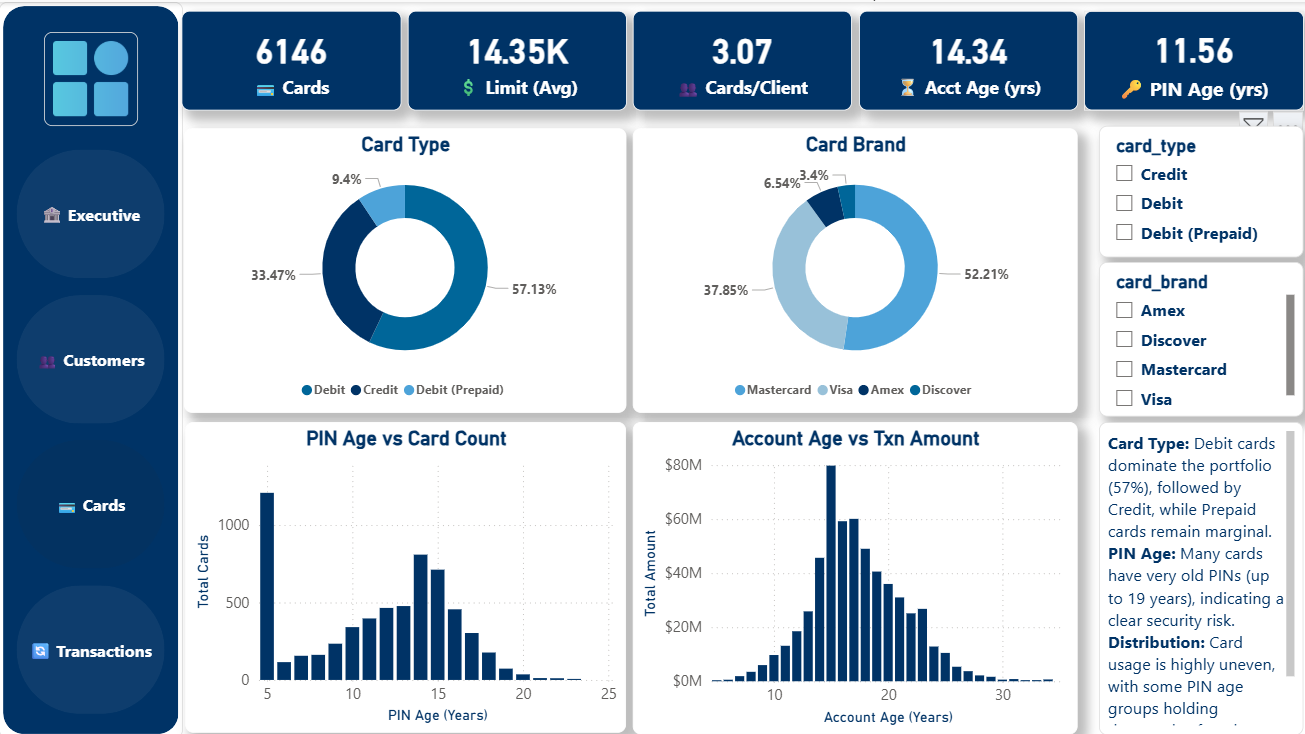 6146
Cards
14.35K
Limit (Avg)
3.07
Cards/Client
14.34
Acct Age (yrs)
11.56
PIN Age (yrs)
Executive
Customers
Cards
Transactions
Card Type
9.4%
33.47%
57.13%
Debit Credit Debit (Prepaid)
Card Brand
3.4%
6.54%
37.85%
52.21%
Mastercard Visa Amex Discover
card_type
Credit
Debit
Debit (Prepaid)
card_brand
Amex
Discover
Mastercard
Visa
PIN Age vs Card Count
Total Cards
1000
500
0
5 10 15 20 25
PIN Age (Years)
Account Age vs Txn Amount
Total Amount
$80M
$60M
$40M
$20M
$0M
10 20 30
Account Age (Years)
Card Type: Debit cards
dominate the portfolio
(57%), followed by
Credit, while Prepaid
cards remain marginal.
PIN Age: Many cards
have very old PINs (up
to 19 years), indicating a
clear security risk.
Distribution: Card
usage is highly uneven,
with some PIN age
groups holding